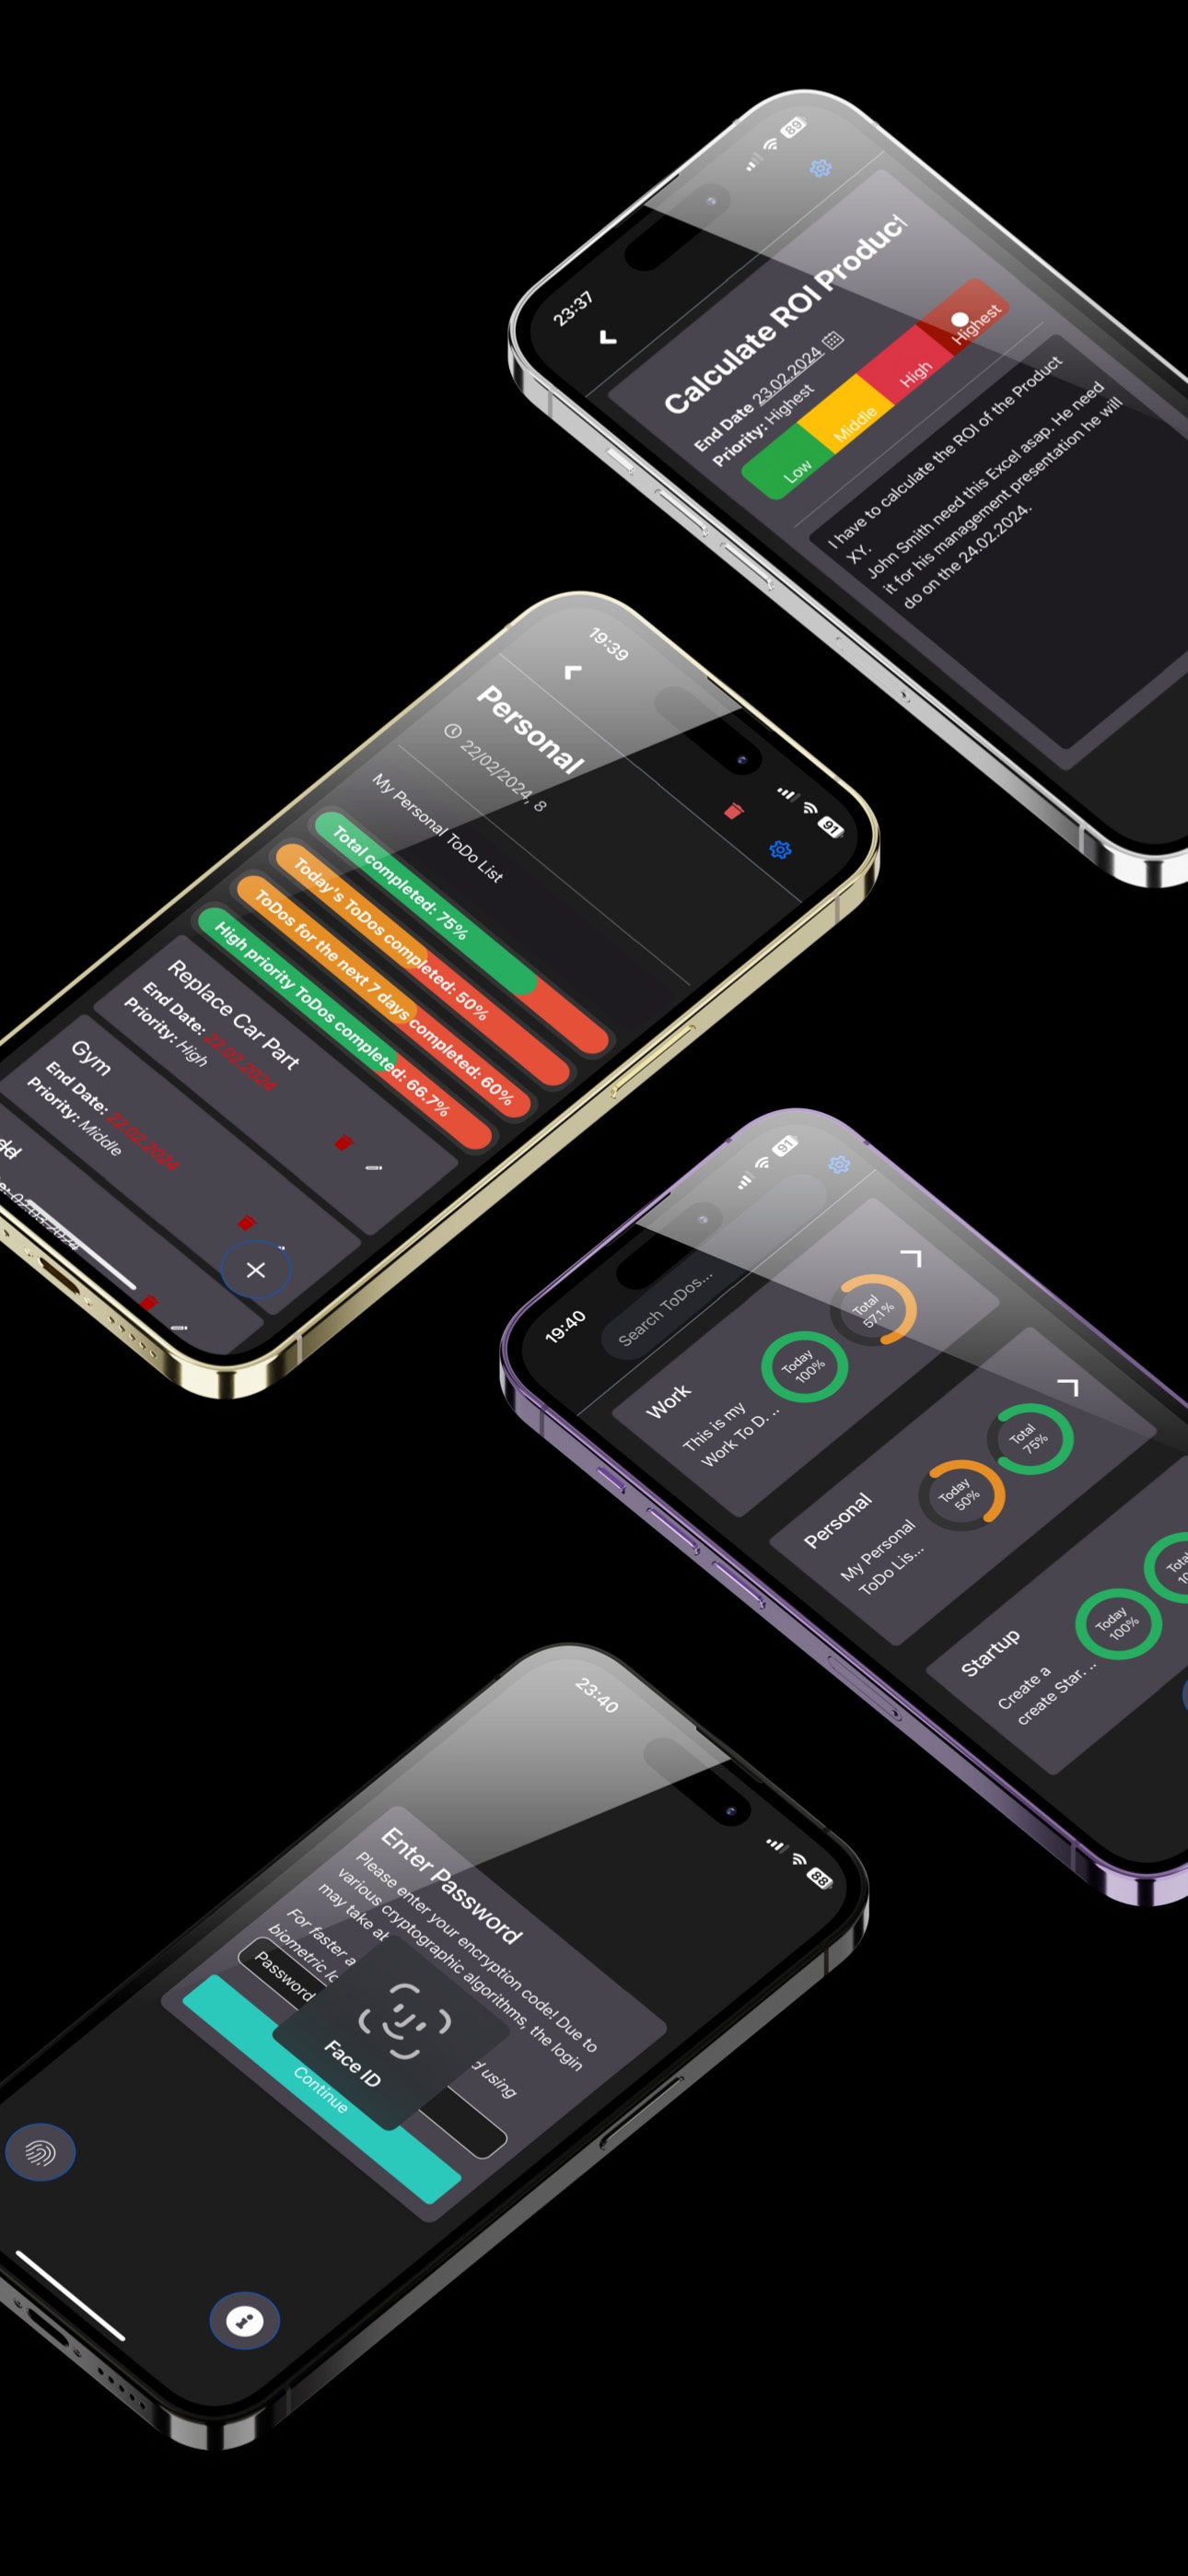 23:37
89
Calculate ROI Product
End Date 23.02.2024
Priority: Highest
Low
Middle
High
Highest
I have to calculate the ROI of the Product
XY.
John Smith need this Excel asap. He need
it for his management presentation he will
do on the 24.02.2024.
19:39
91
Personal
22/02/2024, 8
My Personal ToDo List
Total completed: 75%
Today's ToDos completed: 50%
ToDos for the next 7 days completed: 60%
High priority ToDos completed: 66.7%
Replace Car Part
End Date: 22.02.2024
Priority: High
Gym
End Date: 22.02.2024
Priority: Middle
19:40
91
Search ToDos...
Work
This is my
Work To D. ...
Today
100%
Total
57.1%
Personal
My Personal
ToDo Lis...
Today
50%
Total
75%
Startup
Create a
create Star. ...
Today
100%
Total
23:40
88
Enter Password
Please enter your encryption code! Due to
various cryptographic algorithms, the login
may take
For faster
biometric
using
Password
Face ID
Continue